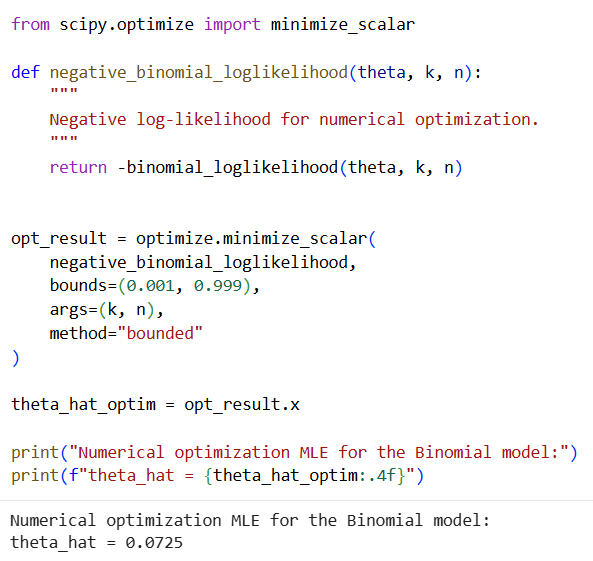 from scipy.optimize import minimize_scalar
def negative_binomial_loglikelihood(theta, k, n):
    """
    Negative log-likelihood for numerical optimization.
    """
    return -binomial_loglikelihood(theta, k, n)
opt_result = optimize.minimize_scalar(
    negative_binomial_loglikelihood,
    bounds=(0.001, 0.999),
    args=(k, n),
    method="bounded"
)
theta_hat_optim = opt_result.x
print("Numerical optimization MLE for the Binomial model:")
print(f"theta_hat = {theta_hat_optim:.4f}")
Numerical optimization MLE for the Binomial model:
theta_hat = 0.0725